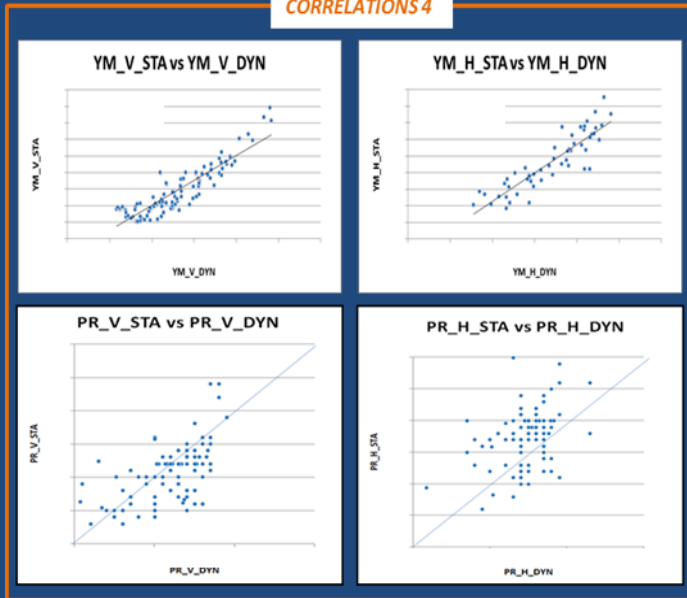 CORRELATIONS 4
YM_V_STA vs YM_V_DYN
YM_V_STA
YM_V_DYN
YM_H_STA vs YM_H_DYN
YM_H_STA
YM_H_DYN
PR_V_STA vs PR_V_DYN
PR_V_STA
PR_V_DYN
PR_H_STA vs PR_H_DYN
PR_H_STA
PR_H_DYN